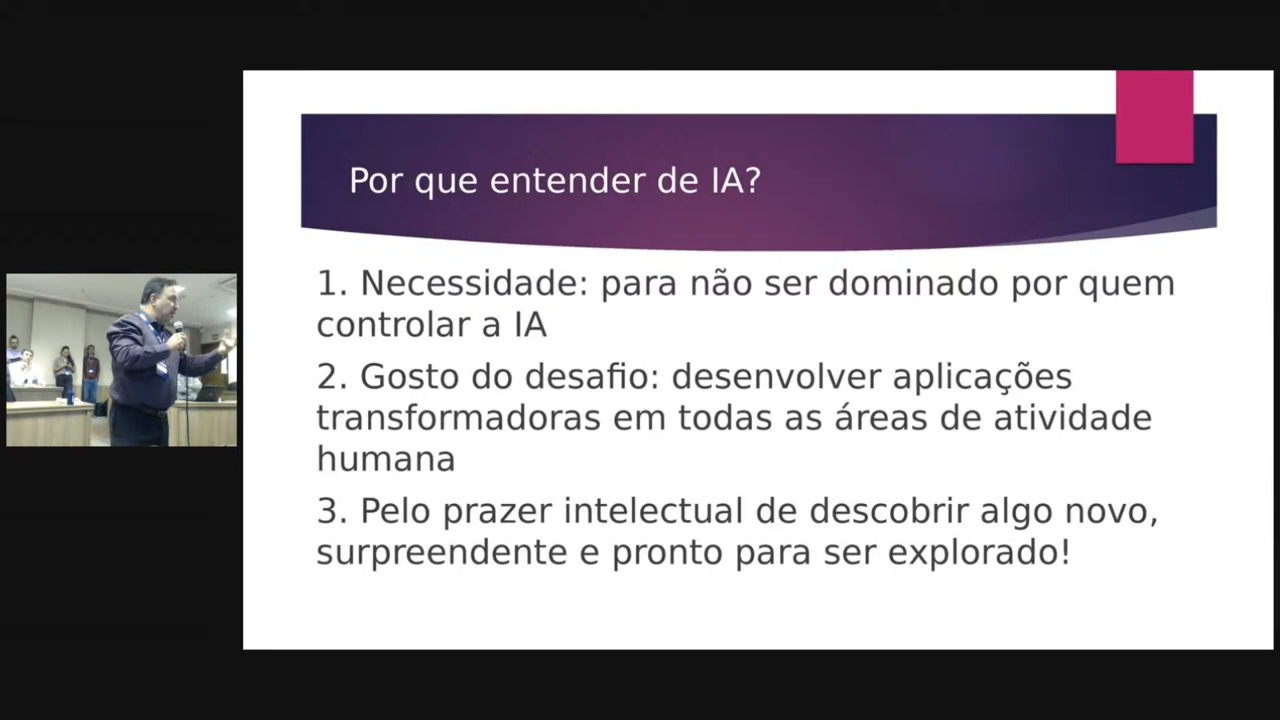 Por que entender de IA?
1. Necessidade: para não ser dominado por quem
controlar a IA
2. Gosto do desafio: desenvolver aplicações
transformadoras em todas as áreas de atividade
humana
3. Pelo prazer intelectual de descobrir algo novo,
surpreendente e pronto para ser explorado!